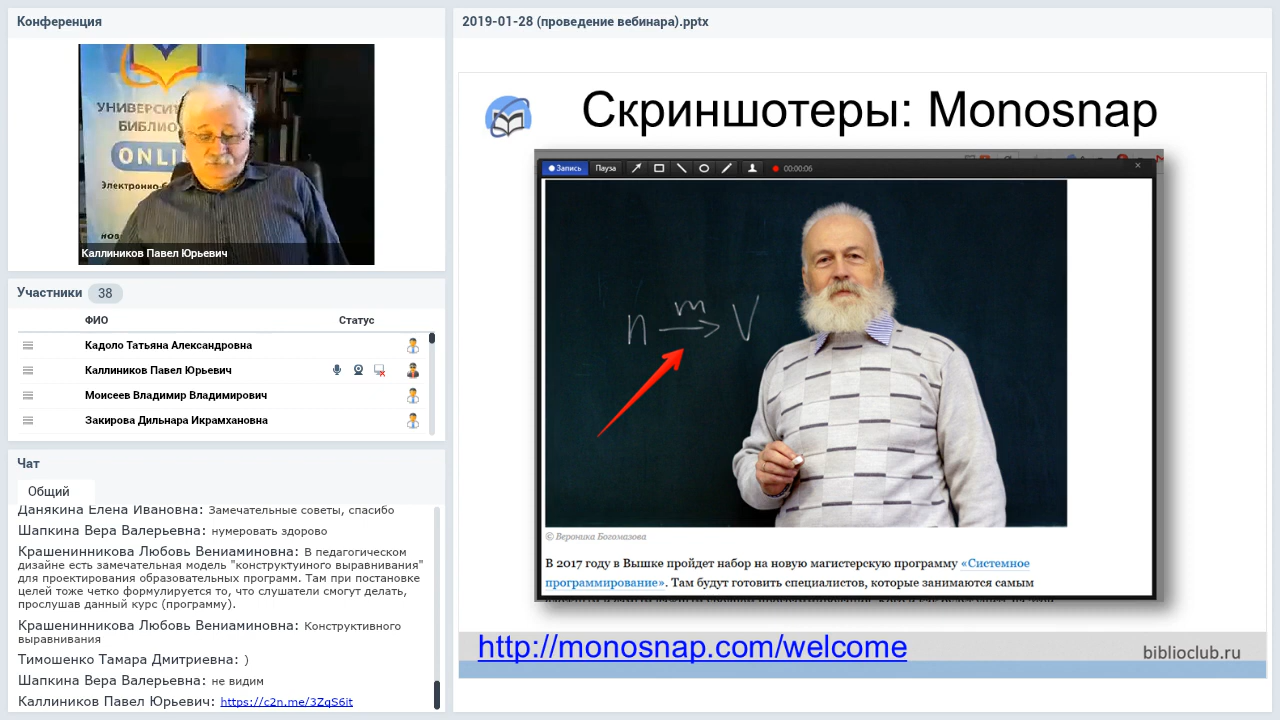 Конференция
УНИВЕРСИТ
БИБЛИО
ONLI
Электронно-б
НОВ
Каллиников Павел Юрьевич
Участники 38
ФИО Статус
Кадоло Татьяна Александровна
Каллиников Павел Юрьевич
Моисеев Владимир Владимирович
Закирова Дильнара Икрамхановна
Чат
Общий
Данякина Елена Ивановна: Замечательные советы, спасибо
Шапкина Вера Валерьевна: нумеровать здорово
Крашенинникова Любовь Вениаминовна: В педагогическом
дизайне есть замечательная модель "конструктуиного выравнивания"
для проектирования образовательных программ. Там при постановке
целей тоже четко формулируется то, что слушатели смогут делать,
прослушав данный курс (программу).
Крашенинникова Любовь Вениаминовна: Конструктивного
выравнивания
Тимошенко Тамара Дмитриевна: )
Шапкина Вера Валерьевна: не видим
Каллиников Павел Юрьевич: https://c2n.me/3ZqS6it
2019-01-28 (проведение вебинара).pptx
Скриншотеры: Monosnap
Запись Пауза 00:00:06
n m V
© Вероника Богомазова
В 2017 году в Вышке пройдет набор на новую магистерскую программу «Системное
программирование». Там будут готовить специалистов, которые занимаются самым
http://monosnap.com/welcome
biblioclub.ru